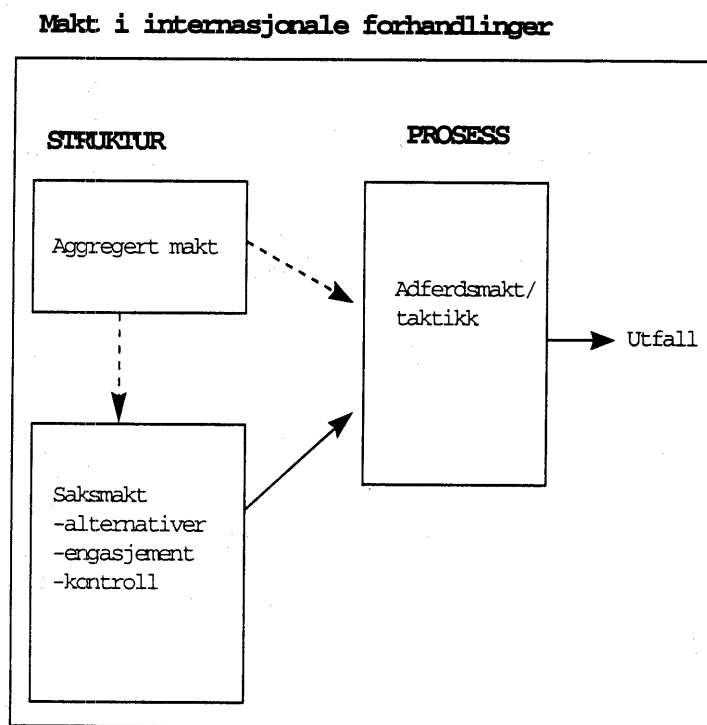 Makt i internasjonale forhandlinger
STRUKTUR
PROSESS
Aggregert makt
Adferdsmakt/
taktikk
Utfall
Saksmakt
-alternativer
-engasjement
-kontroll